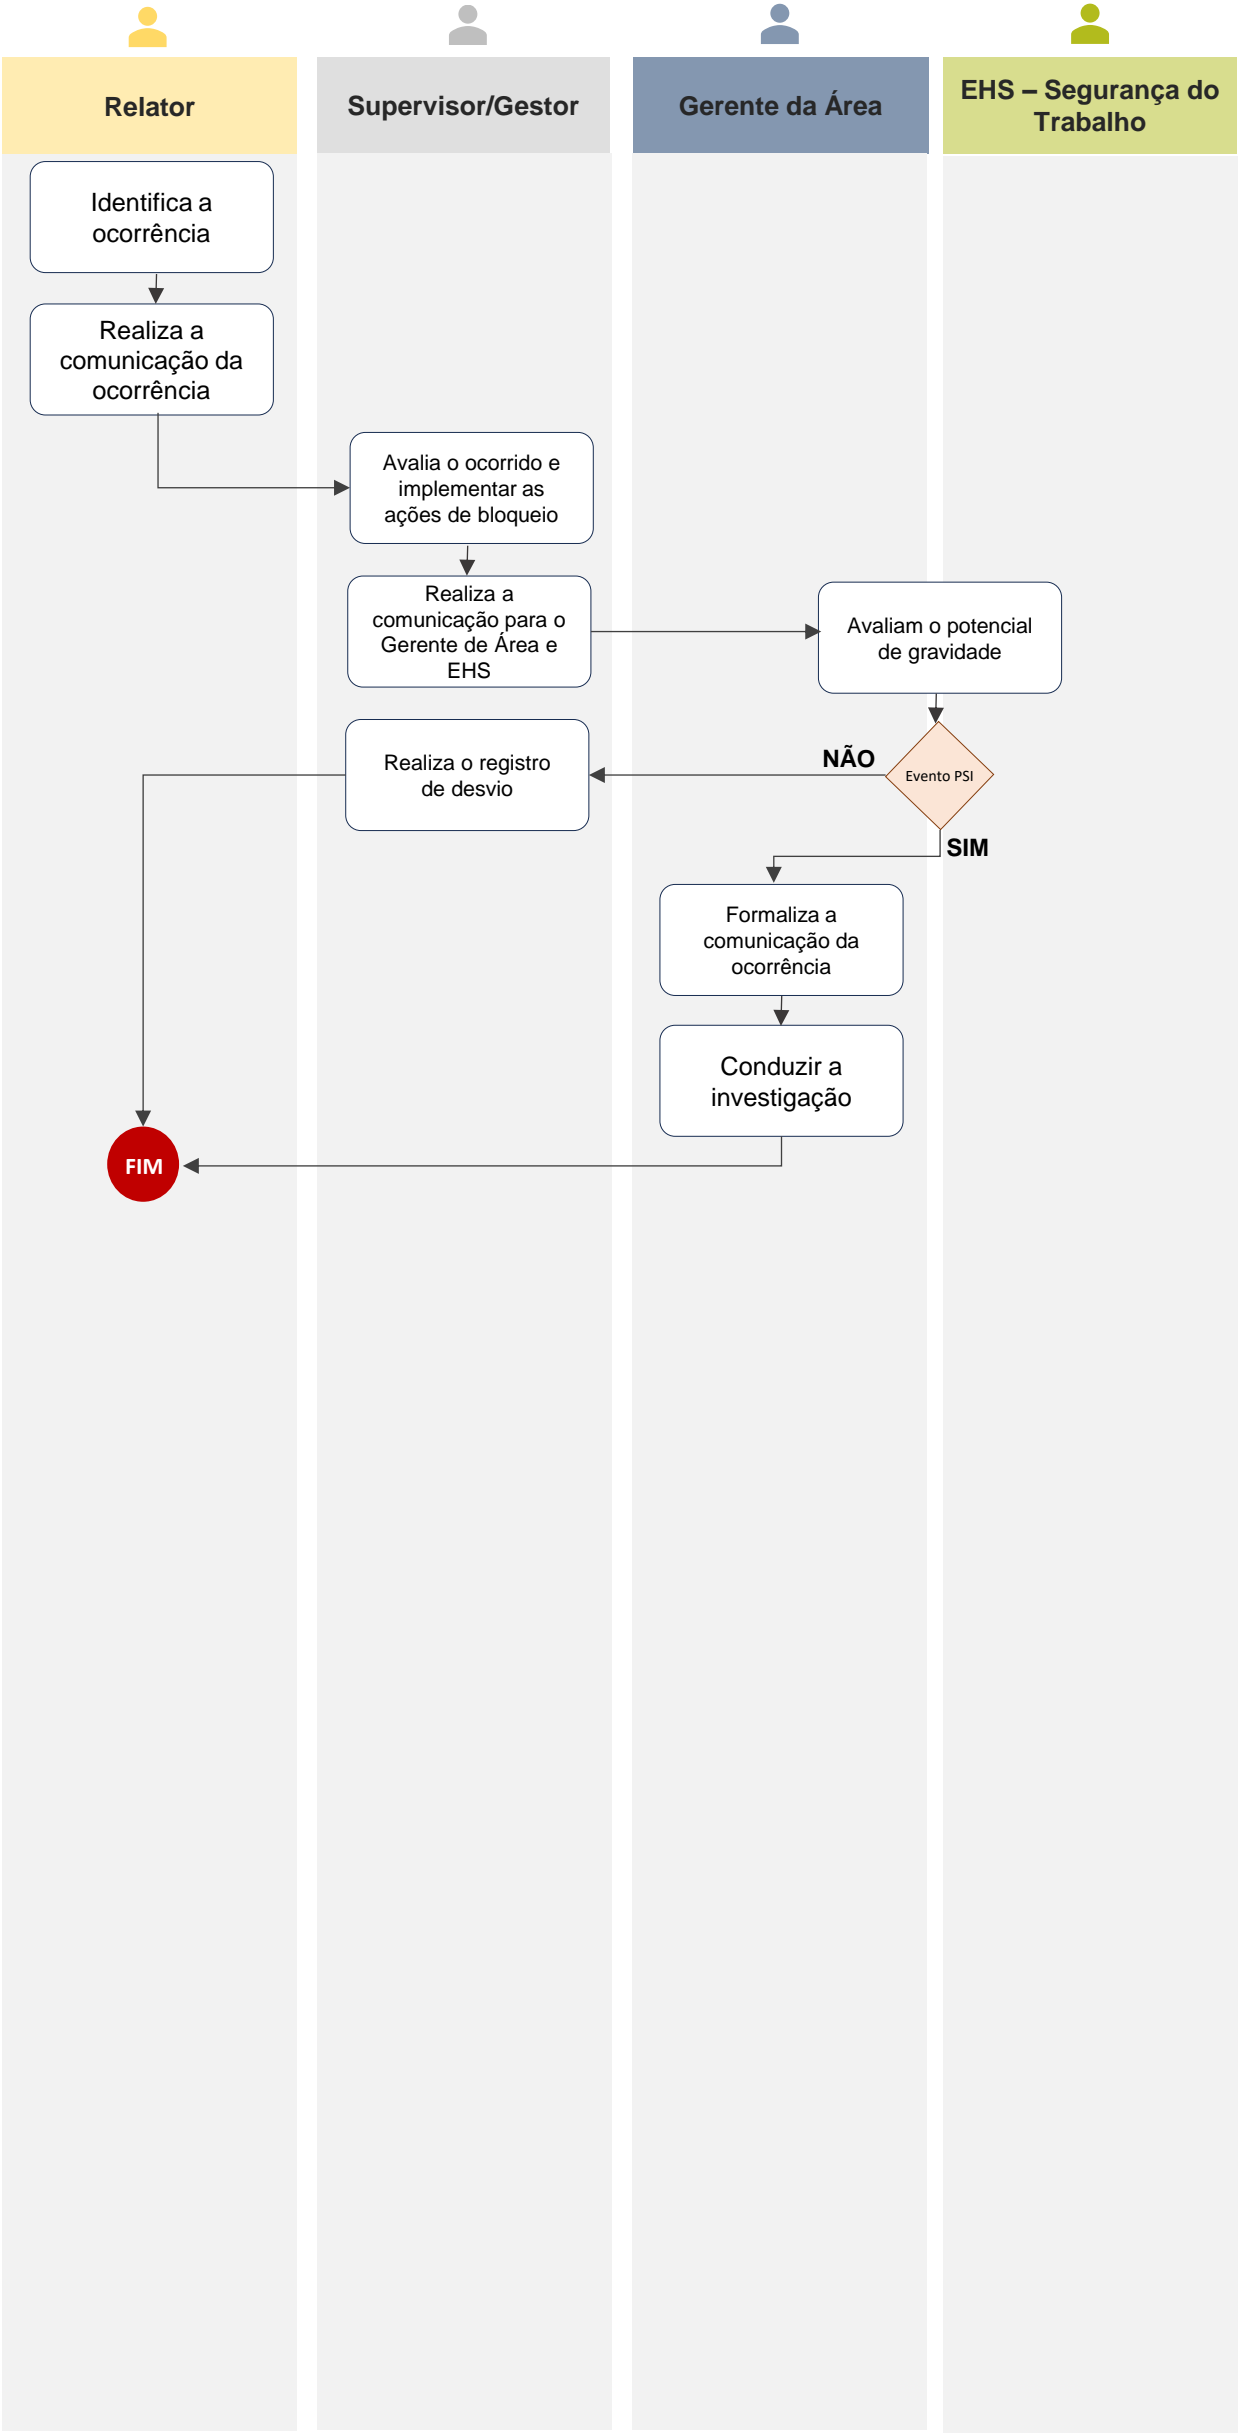 Relator
Supervisor/Gestor
Gerente da Área
EHS – Segurança do
Trabalho
Identifica a
ocorrência
Realiza a
comunicação da
ocorrência
Avalia o ocorrido e
implementar as
ações de bloqueio
Realiza a
comunicação para o
Gerente de Área e
EHS
Avaliam o potencial
de gravidade
Realiza o registro
de desvio
NÃO
Evento PSI
SIM
Formaliza a
comunicação da
ocorrência
Conduzir a
investigação
FIM